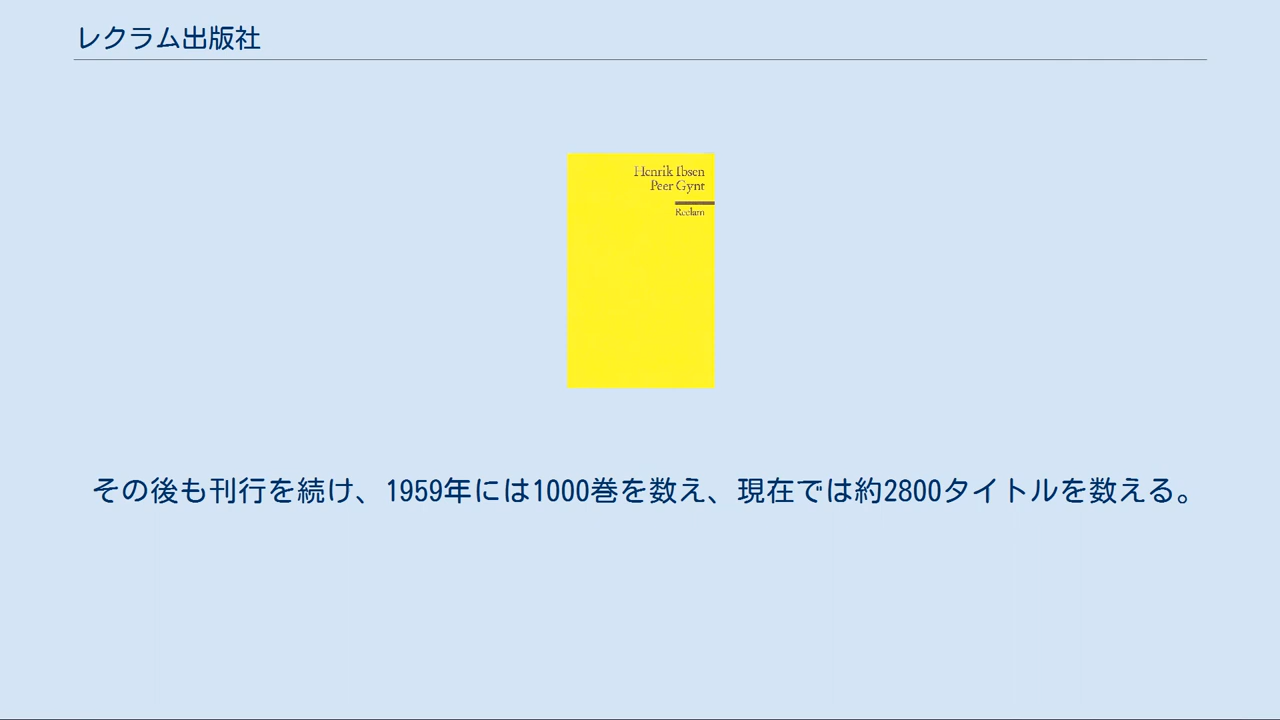 レクラム出版社
Henrik Ibsen
Peer Gynt
Reclam
その後も刊行を続け、1959年には1000巻を数え、現在では約2800タイトルを数える。